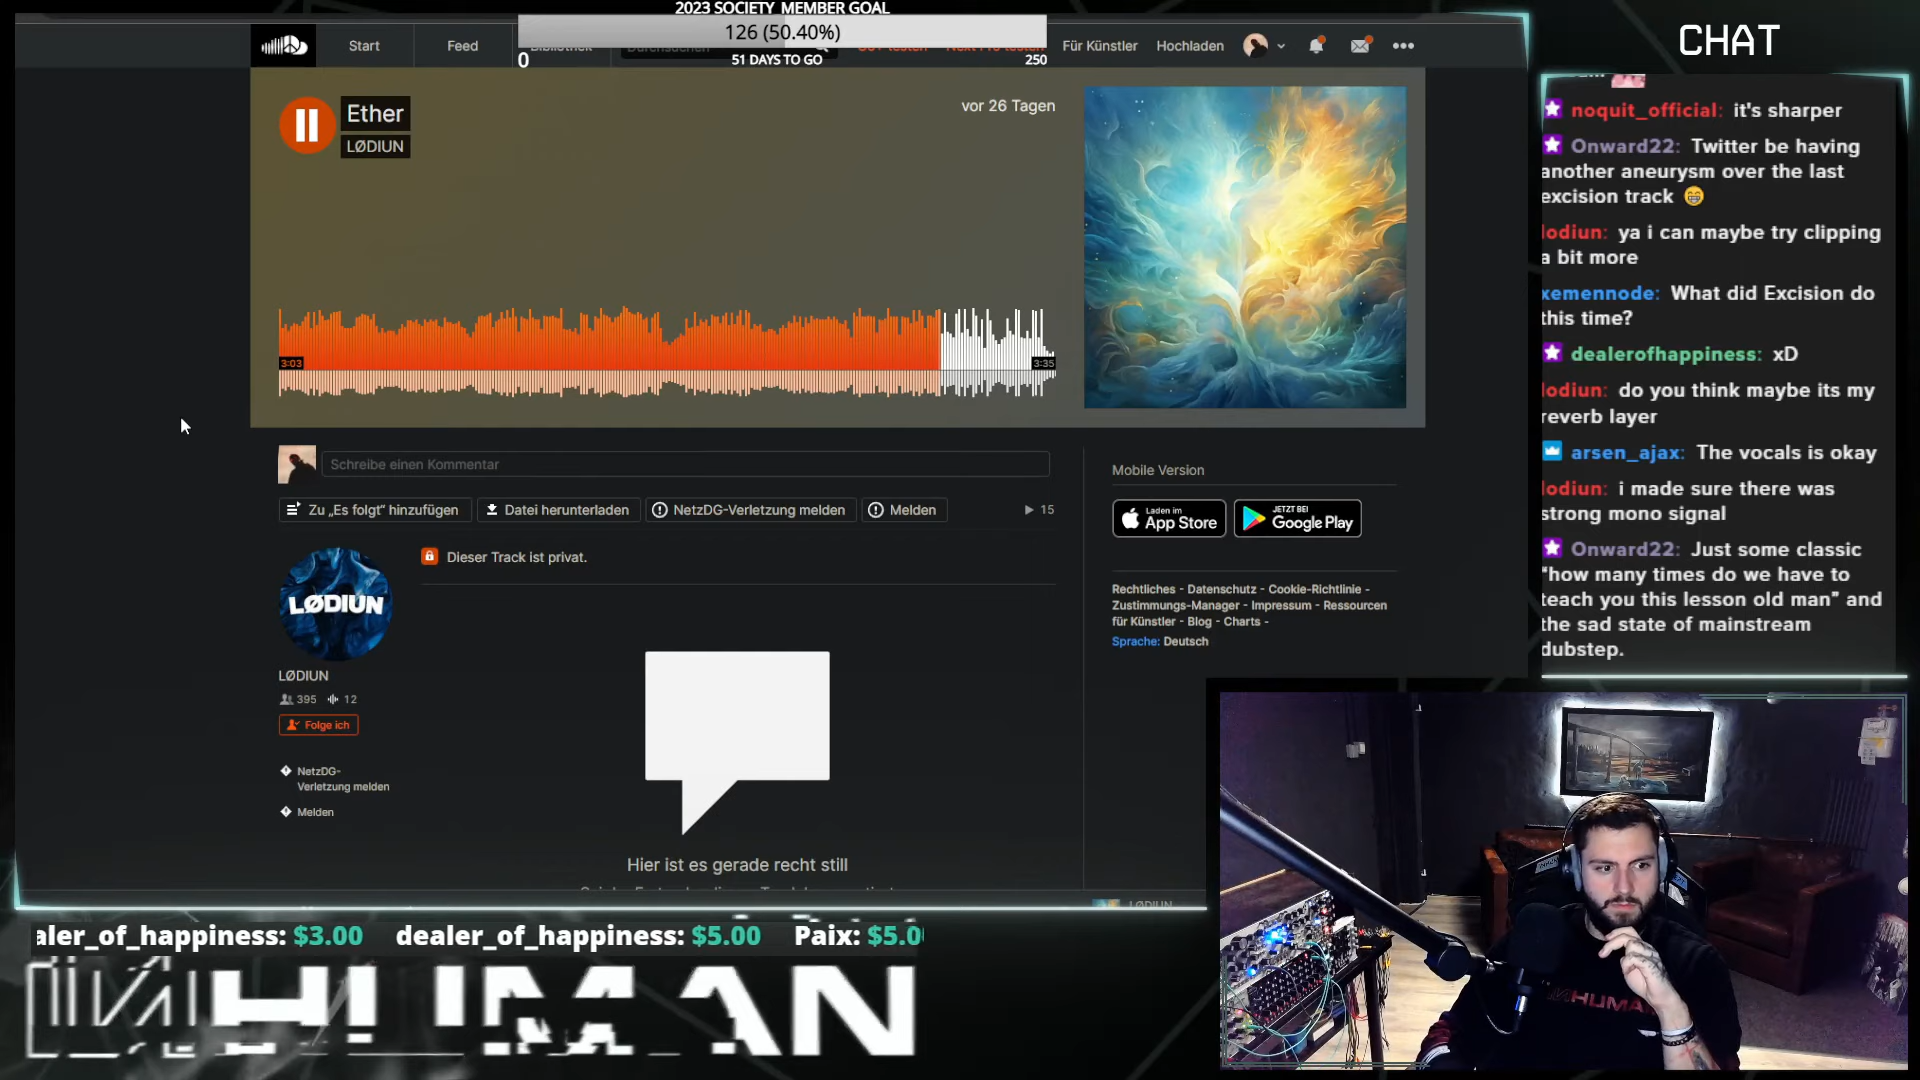 2023 SOCIETY MEMBER GOAL
126 (50.40%)
0
51 DAYS TO GO
250
Start
Feed
Für Künstler
Hochladen
Ether
LØDIUN
vor 26 Tagen
3:03
3:35
Schreibe einen Kommentar
Zu „Es folgt“ hinzufügen
Datei herunterladen
NetzDG-Verletzung melden
Melden
15
Dieser Track ist privat.
LØDIUN
LØDIUN
395
12
Folge ich
NetzDG-
Verletzung melden
Melden
Hier ist es gerade recht still
Mobile Version
Laden im
App Store
JETZT BEI
Google Play
Rechtliches - Datenschutz - Cookie-Richtlinie -
Zustimmungs-Manager - Impressum - Ressourcen
für Künstler - Blog - Charts -
Sprache: Deutsch
LØDIUN
CHAT
noquit_official: it's sharper
Onward22: Twitter be having
another aneurysm over the last
excision track 😁
lodiun: ya i can maybe try clipping
a bit more
xemennode: What did Excision do
this time?
dealerofhappiness: xD
lodiun: do you think maybe its my
reverb layer
arsen_ajax: The vocals is okay
lodiun: i made sure there was
strong mono signal
Onward22: Just some classic
“how many times do we have to
teach you this lesson old man” and
the sad state of mainstream
dubstep.
aler_of_happiness: $3.00 dealer_of_happiness: $5.00 Paix: $5.0
INHUMAN